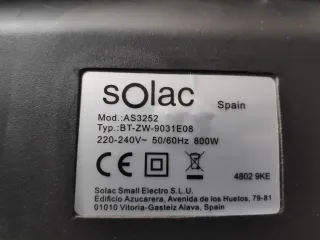 solac Spain
Mod.:AS3252
Typ.:BT-ZW-9031E08
220-240V~ 50/60Hz 800W
CE
4802 9KE
Solac Small Electro S.L.U.
Edificio Azucarera, Avenida de los Huetos, 79-81
01010 Vitoria-Gasteiz Alava, Spain